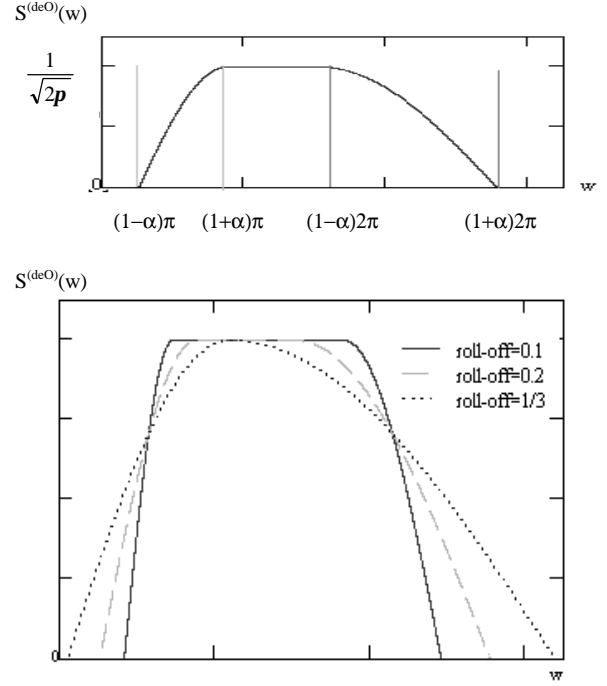 S(deO)(w)
1
√2p
0
w
(1−α)π (1+α)π (1−α)2π (1+α)2π
S(deO)(w)
roll-off=0.1
roll-off=0.2
roll-off=1/3
0
w